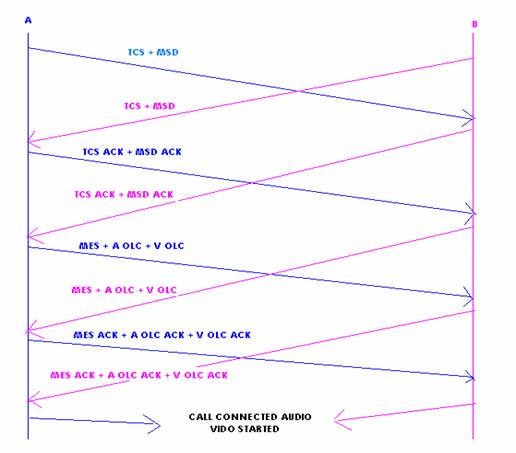 A
B
TCS + MSD
TCS + MSD
TCS ACK + MSD ACK
TCS ACK + MSD ACK
MES + A OLC + V OLC
MES + A OLC + V OLC
MES ACK + A OLC ACK + V OLC ACK
MES ACK + A OLC ACK + V OLC ACK
CALL CONNECTED AUDIO
VIDO STARTED